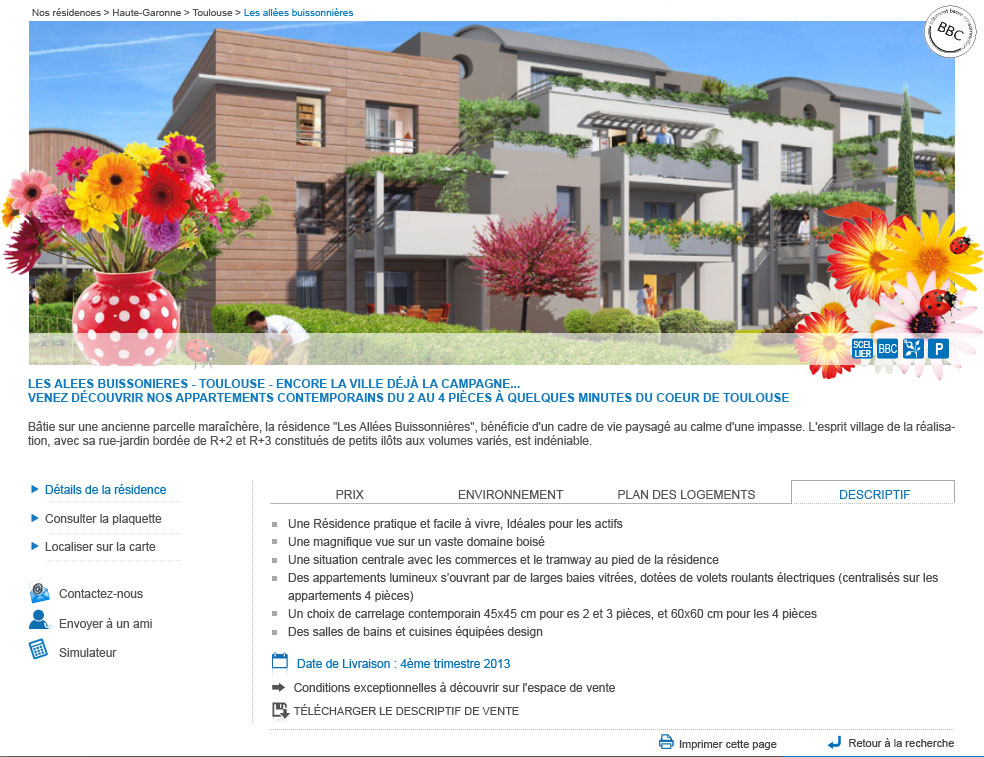 Nos résidences > Haute-Garonne > Toulouse > Les allées buissonnières
BBC
SCEL
LIER
BBC
P
LES ALEES BUISSONIERES - TOULOUSE - ENCORE LA VILLE DÉJÀ LA CAMPAGNE...
VENEZ DÉCOUVRIR NOS APPARTEMENTS CONTEMPORAINS DU 2 AU 4 PIÈCES À QUELQUES MINUTES DU COEUR DE TOULOUSE
Bâtie sur une ancienne parcelle maraîchère, la résidence "Les Allées Buissonnières", bénéficie d'un cadre de vie paysagé au calme d'une impasse. L'esprit village de la réalisa-
tion, avec sa rue-jardin bordée de R+2 et R+3 constitués de petits ilôts aux volumes variés, est indéniable.
Détails de la résidence
Consulter la plaquette
Localiser sur la carte
Contactez-nous
Envoyer à un ami
Simulateur
PRIX
ENVIRONNEMENT
PLAN DES LOGEMENTS
DESCRIPTIF
Une Résidence pratique et facile à vivre, Idéales pour les actifs
Une magnifique vue sur un vaste domaine boisé
Une situation centrale avec les commerces et le tramway au pied de la résidence
Des appartements lumineux s'ouvrant par de larges baies vitrées, dotées de volets roulants électriques (centralisés sur les
appartements 4 pièces)
Un choix de carrelage contemporain 45x45 cm pour es 2 et 3 pièces, et 60x60 cm pour les 4 pièces
Des salles de bains et cuisines équipées design
Date de Livraison : 4ème trimestre 2013
Conditions exceptionnelles à découvrir sur l'espace de vente
TÉLÉCHARGER LE DESCRIPTIF DE VENTE
Imprimer cette page
Retour à la recherche